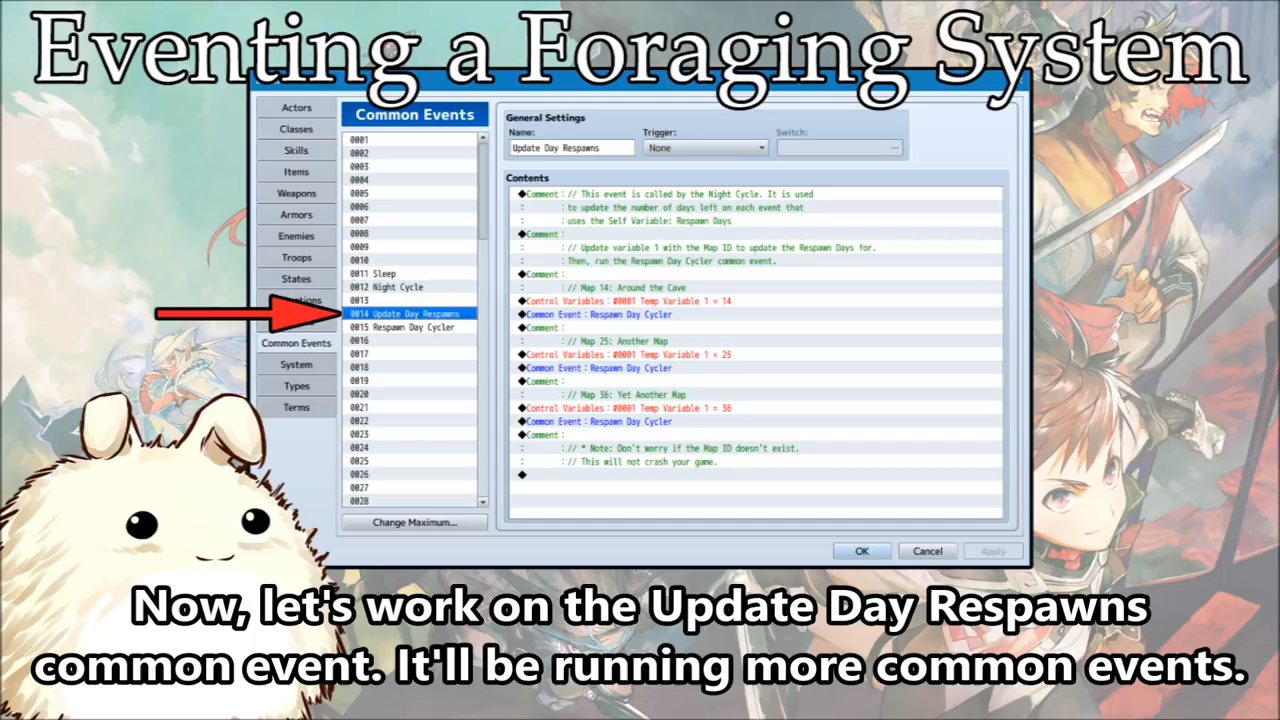 Eventing a Foraging System
Actors
Classes
Skills
Items
Weapons
Armors
Enemies
Troops
States
Common Events
System
Types
Terms
Common Events
0001
0002
0003
0004
0005
0006
0007
0008
0009
0010
0011 Sleep
0012 Night Cycle
0013
0014 Update Day Respawns
0015 Respawn Day Cycler
0016
0017
0018
0019
0020
0021
0022
0023
0024
0025
0026
0027
0028
Change Maximum...
General Settings
Name: Trigger: Switch:
Update Day Respawns None ...
Contents
◆Comment : // This event is called by the Night Cycle. It is used
: : to update the number of days left on each event that
: : uses the Self Variable: Respawn Days
◆Comment :
: : // Update variable 1 with the Map ID to update the Respawn Days for.
: : Then, run the Respawn Day Cycler common event.
◆Comment :
: : // Map 14: Around the Cave
◆Control Variables : #0001 Temp Variable 1 = 14
◆Common Event : Respawn Day Cycler
◆Comment :
: : // Map 25: Another Map
◆Control Variables : #0001 Temp Variable 1 = 25
◆Common Event : Respawn Day Cycler
◆Comment :
: : // Map 36: Yet Another Map
◆Control Variables : #0001 Temp Variable 1 = 36
◆Common Event : Respawn Day Cycler
◆Comment :
: : // * Note: Don't worry if the Map ID doesn't exist.
: : // This will not crash your game.
◆
OK Cancel Apply
Now, let's work on the Update Day Respawns
common event. It'll be running more common events.